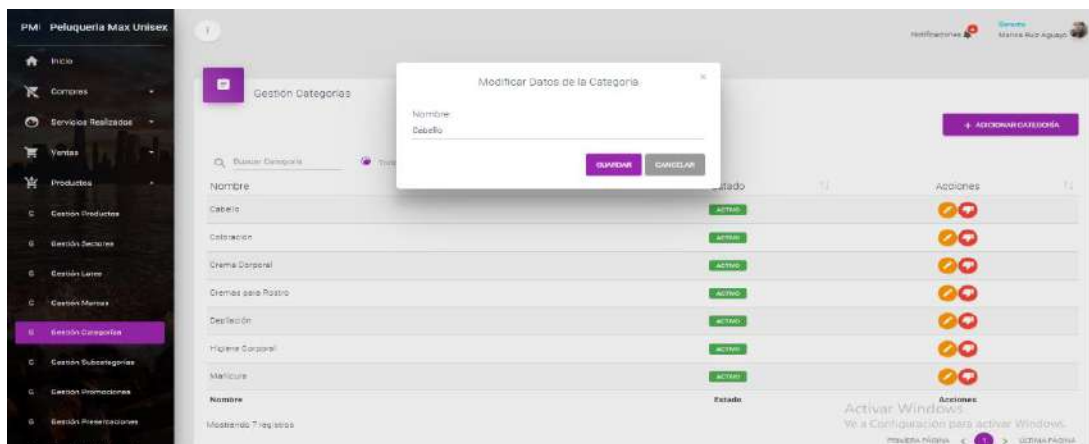 PMI Peluquería Max Unisex
Inicio
Compras
Servicios Realizados
Ventas
Productos
G Gestión Productos
G Gestión Sectores
G Gestión
G Gestión Marcas
G Gestión Categorías
G Gestión Subcategorías
G Gestión Promociones
G Gestión Presentaciones
Notificaciones
Gerente
Marina Ruiz Aguayo
Gestión Categorías
+ ADICIONAR CATEGORÍA
Buscar Categoría
Modificar Datos de la Categoría
×
Nombre
Cabello
GUARDAR CANCELAR
Nombre Estado Acciones
Cabello ACTIVO
Coloración ACTIVO
Crema Corporal ACTIVO
Cremas para Rostro ACTIVO
Depilación ACTIVO
Higiene Corporal ACTIVO
Manicure ACTIVO
Nombre Estado Acciones
Mostrando 7 registros
Activar Windows
Ve a Configuración para activar Windows.
PRIMERA PÁGINA < 1 > ÚLTIMA PÁGINA